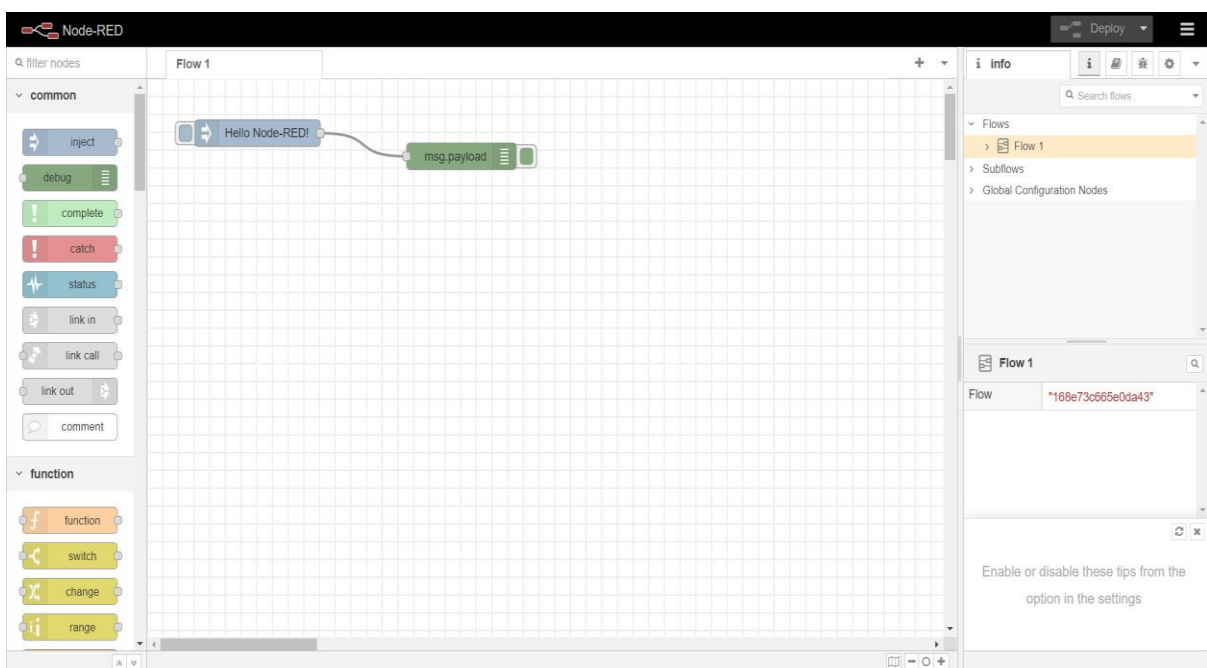 Node-RED
Deploy
filter nodes
Flow 1
i info
Search flows
common
inject
debug
complete
catch
status
link in
link call
link out
comment
function
function
switch
change
range
Hello Node-RED!
msg.payload
Flows
Flow 1
Subflows
Global Configuration Nodes
Flow 1
Flow "168e73c665e0da43"
Enable or disable these tips from the
option in the settings